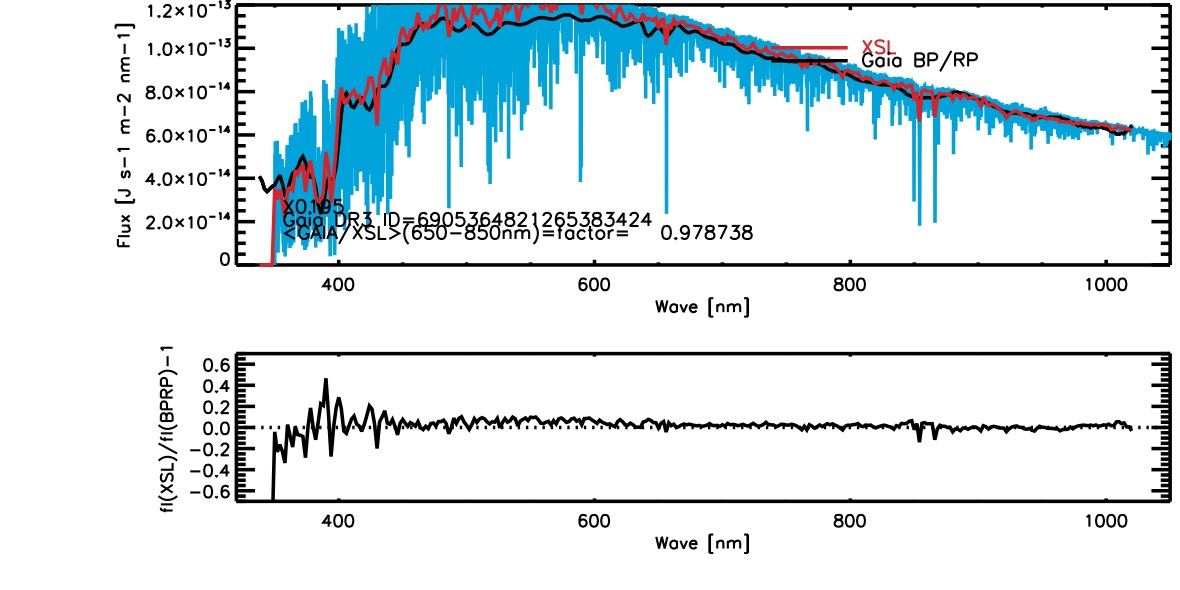 1.2×10−13
1.0×10−13
8.0×10−14
6.0×10−14
4.0×10−14
2.0×10−14
0
Flux [J s−1 m−2 nm−1]
XSL
Gaia BP/RP
X0195
Gaia DR3 ID=6905364821265383424
<GAIA/XSL>(650−850nm)=factor= 0.978738
400 600 800 1000
Wave [nm]
fl(XSL)/fl(BPRP)−1
0.6
0.4
0.2
0.0
−0.2
−0.4
−0.6
400 600 800 1000
Wave [nm]